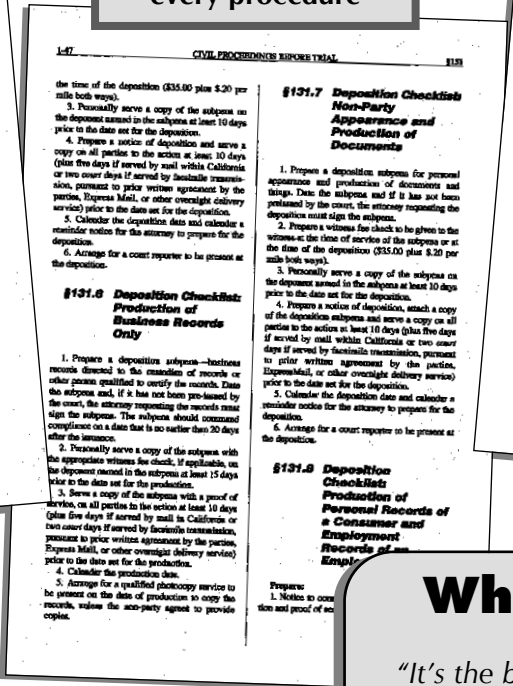 every procedure
1-47
CIVIL PROCEEDINGS BEFORE TRIAL
§131
the time of the deposition ($35.00 plus $.20 per
mile both ways).
3. Personally serve a copy of the subpena on
the deponent named in the subpena at least 10 days
prior to the date set for the deposition.
4. Prepare a notice of deposition and serve a
copy on all parties to the action at least 10 days
(plus five days if served by mail within California
or two court days if served by facsimile transmis-
sion, pursuant to prior written agreement by the
parties, Express Mail, or other overnight delivery
service) prior to the date set for the deposition.
5. Calendar the deposition date and calendar a
reminder notice for the attorney to prepare for the
deposition.
6. Arrange for a court reporter to be present at
the deposition.
§131.6 Deposition Checklist:
Production of
Business Records
Only
1. Prepare a deposition subpena—business
records directed to the custodian of records or
other person qualified to certify the records. Date
the subpena and, if it has not been pre-issued by
the court, the attorney requesting the records must
sign the subpena. The subpena should command
compliance on a date that is no earlier than 20 days
after the issuance.
2. Personally serve a copy of the subpena with
the appropriate witness fee check, if applicable, on
the deponent named in the subpena at least 15 days
prior to the date set for the production.
3. Serve a copy of the subpena with a proof of
service, on all parties in the action at least 10 days
(plus five days if served by mail in California or
two court days if served by facsimile transmission,
pursuant to prior written agreement by the parties,
Express Mail, or other overnight delivery service)
prior to the date set for the production.
4. Calendar the production date.
5. Arrange for a qualified photocopy service to
be present on the date of production to copy the
records, unless the non-party agrees to provide
copies.
§131.7 Deposition Checklist:
Non-Party
Appearance and
Production of
Documents
1. Prepare a deposition subpena for personal
appearance and production of documents and
things. Date the subpena and if it has not been
preissued by the court, the attorney requesting the
deposition must sign the subpena.
2. Prepare a witness fee check to be given to the
witness at the time of service of the subpena or at
the time of the deposition ($35.00 plus $.20 per
mile both ways).
3. Personally serve a copy of the subpena on
the deponent named in the subpena at least 10 days
prior to the date set for the deposition.
4. Prepare a notice of deposition, attach a copy
of the deposition subpena and serve a copy on all
parties to the action at least 10 days (plus five days
if served by mail within California or two court
days if served by facsimile transmission, pursuant
to prior written agreement by the parties,
ExpressMail, or other overnight delivery service)
prior to the date set for the deposition.
5. Calendar the deposition date and calendar a
reminder notice for the attorney to prepare for the
deposition.
6. Arrange for a court reporter to be present at
the deposition.
§131.8 Deposition
Checklist:
Production of
Personal Records of
a Consumer and
Employment
Records of an
Prepare:
1. Notice to
tion and proof of
Wh
"It's the b